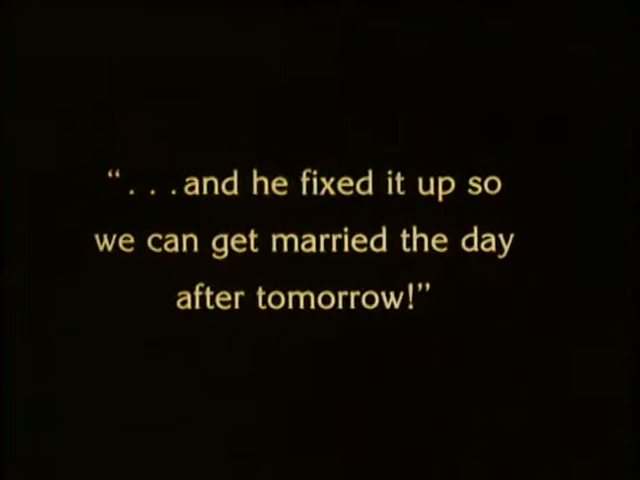 “. . .and he fixed it up so
we can get married the day
after tomorrow!”